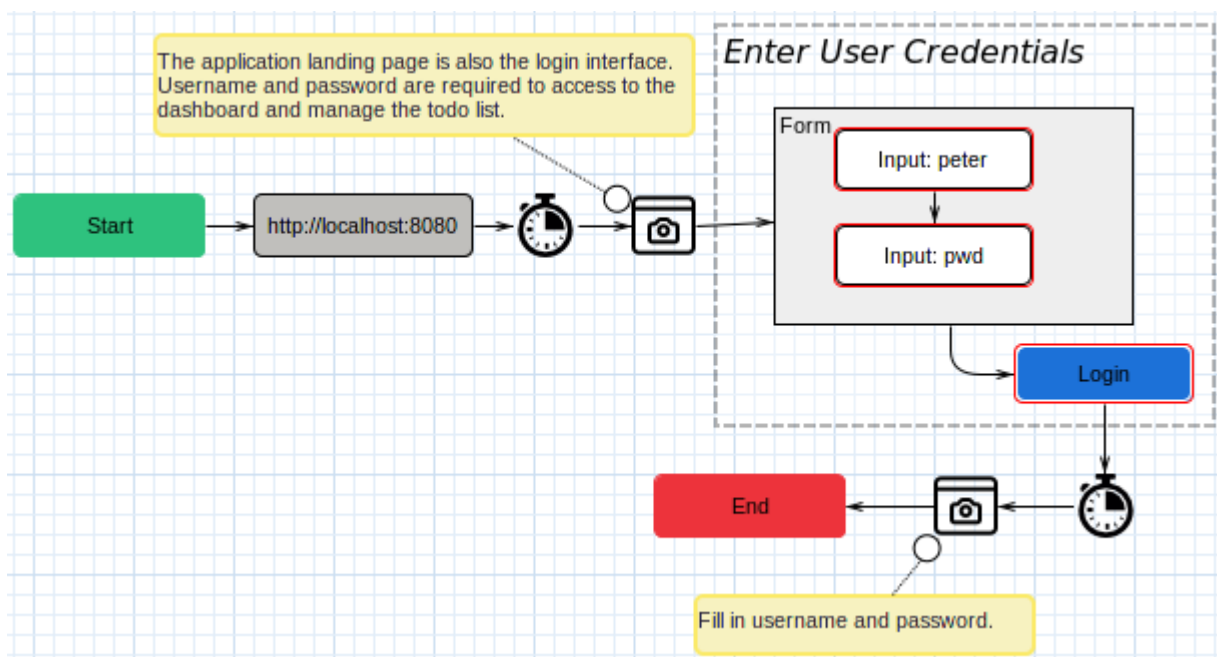 The application landing page is also the login interface.
Username and password are required to access to the
dashboard and manage the todo list.
Enter User Credentials
Form
Input: peter
Start
http://localhost:8080
Input: pwd
Login
End
Fill in username and password.